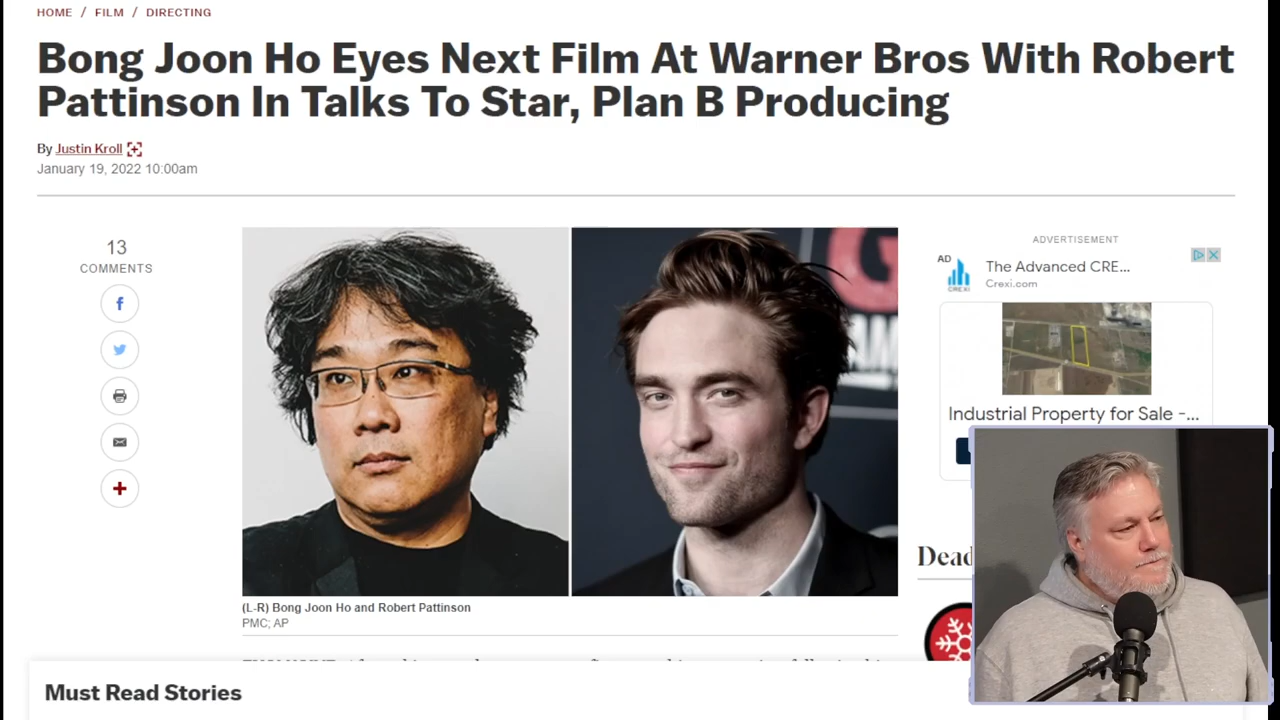 HOME / FILM / DIRECTING
Bong Joon Ho Eyes Next Film At Warner Bros With Robert
Pattinson In Talks To Star, Plan B Producing
By Justin Kroll
January 19, 2022 10:00am
13
COMMENTS
ADVERTISEMENT
AD
The Advanced CRE...
CREXI
Crexi.com
Industrial Property for Sale -...
Dead
(L-R) Bong Joon Ho and Robert Pattinson
PMC; AP
Must Read Stories